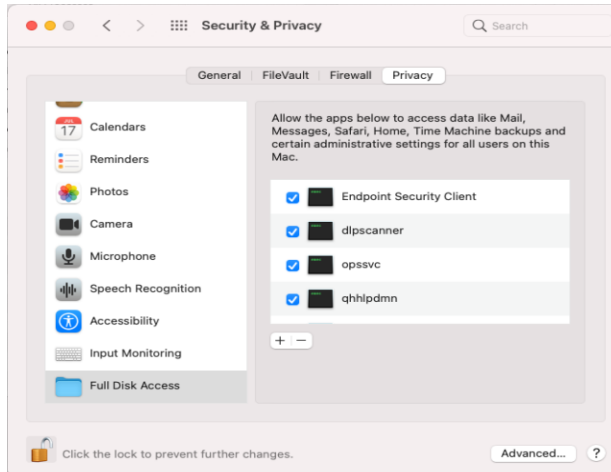 Security & Privacy
Search
General
FileVault
Firewall
Privacy
JUL
17
Calendars
Reminders
Photos
Camera
Microphone
Speech Recognition
Accessibility
Input Monitoring
Full Disk Access
Allow the apps below to access data like Mail,
Messages, Safari, Home, Time Machine backups and
certain administrative settings for all users on this
Mac.
Endpoint Security Client
dlpscanner
opssvc
qhhlpdmn
+
−
Click the lock to prevent further changes.
Advanced...
?